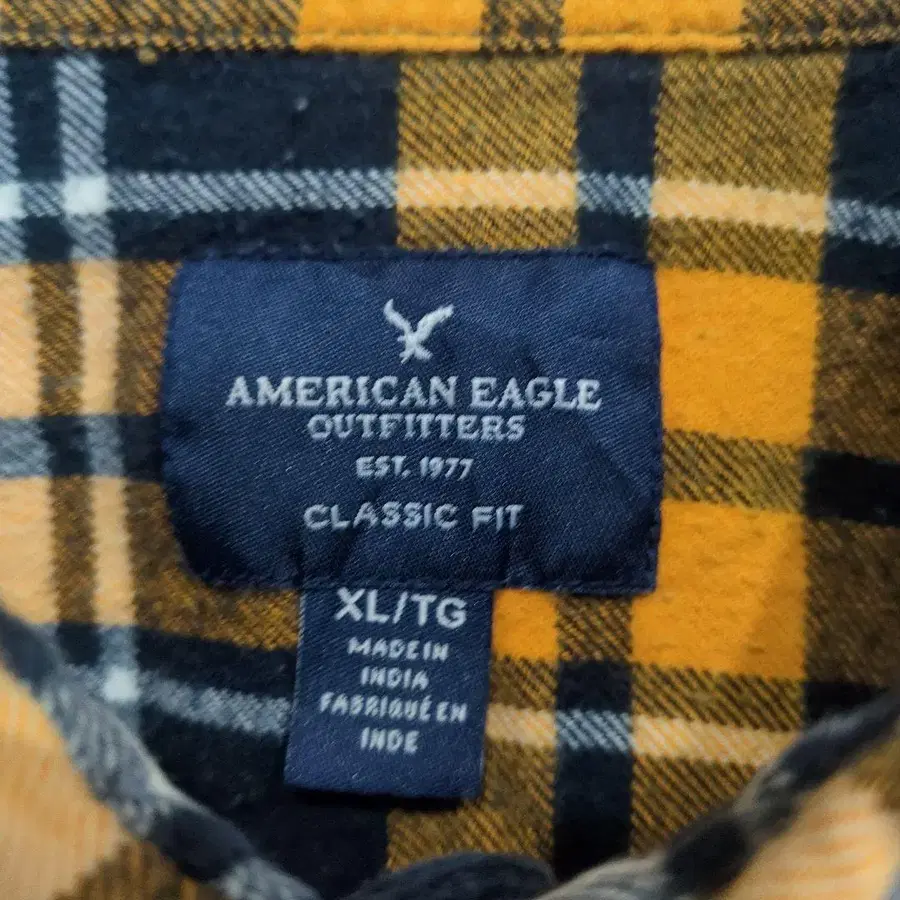 AMERICAN EAGLE
OUTFITTERS
EST. 1977
CLASSIC FIT
XL/TG
MADE IN
INDIA
FABRIQUÉ EN
INDE